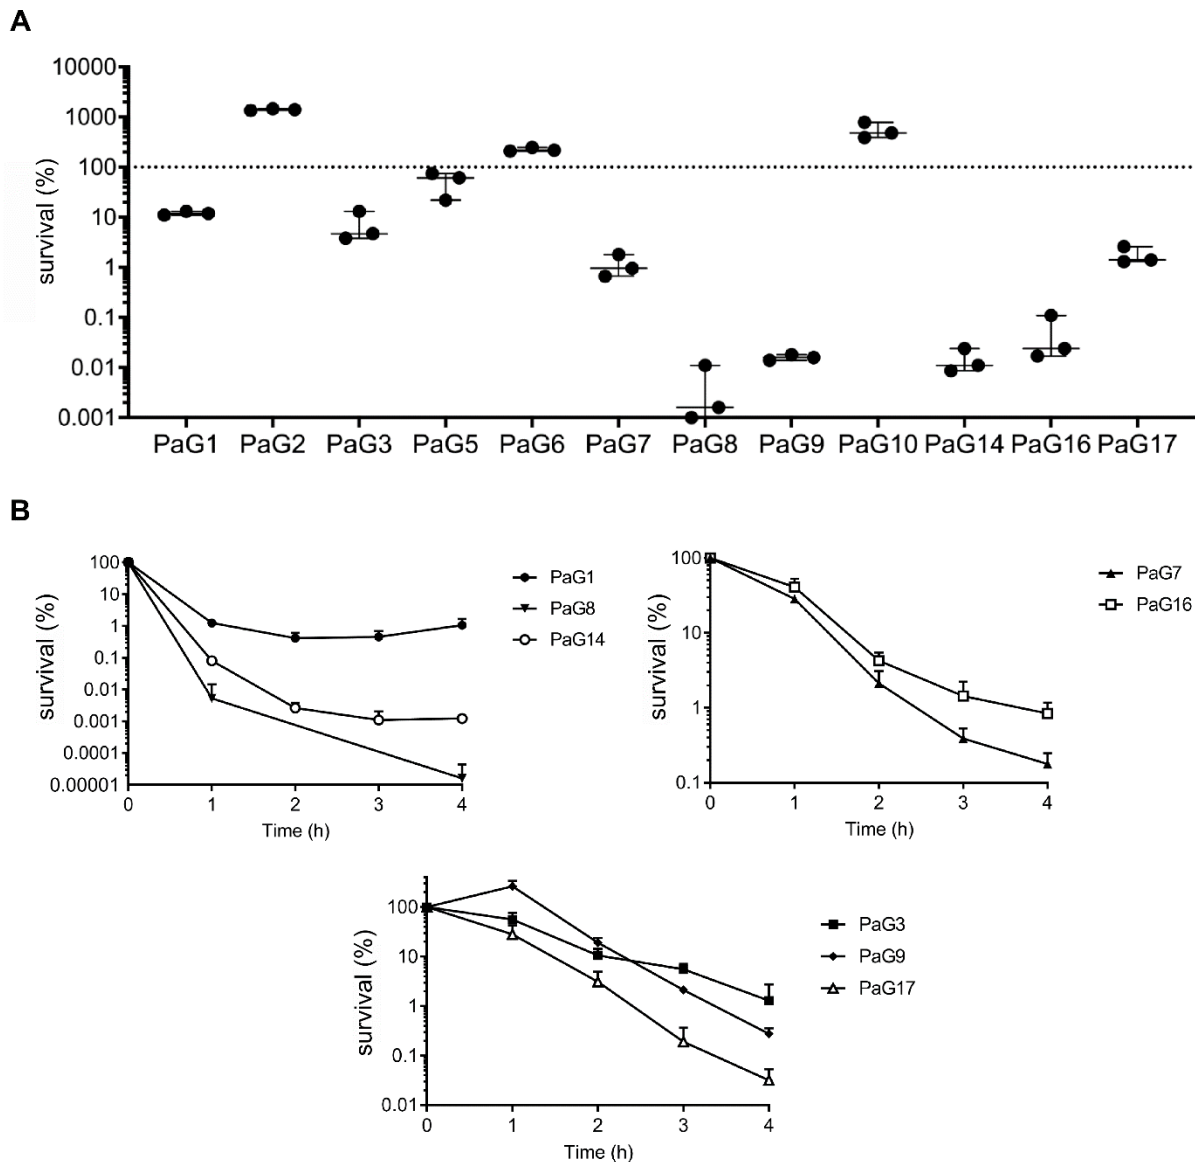 A
survival (%)
10000
1000
100
10
1
0.1
0.01
0.001
PaG1 PaG2 PaG3 PaG5 PaG6 PaG7 PaG8 PaG9 PaG10 PaG14 PaG16 PaG17
B
survival (%)
100
10
1
0.1
0.01
0.001
0.0001
0.00001
0 1 2 3 4
Time (h)
PaG1
PaG8
PaG14
survival (%)
100
10
1
0.1
0 1 2 3 4
Time (h)
PaG7
PaG16
survival (%)
100
10
1
0.1
0.01
0 1 2 3 4
Time (h)
PaG3
PaG9
PaG17